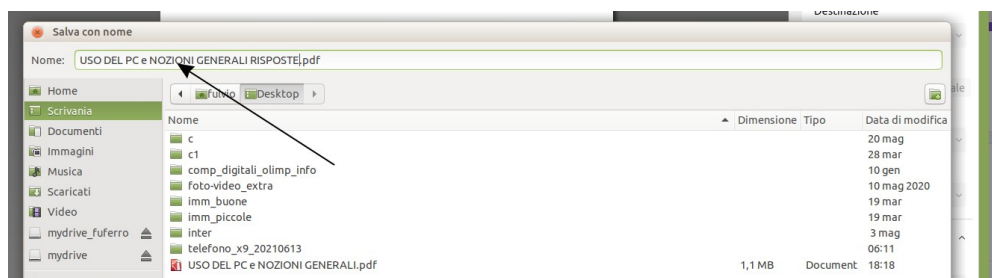 Destinazione
Salva con nome
Nome: USO DEL PC e NOZIONI GENERALI RISPOSTE.pdf
Home
fulvio Desktop
ale
Scrivania
Nome Dimensione Tipo Data di modifica
Documenti
c 20 mag
Immagini
c1 28 mar
Musica
comp_digitali_olimp_info 10 gen
Scaricati
foto-video_extra 10 mag 2020
Video
imm_buone 19 mar
imm_piccole 19 mar
mydrive_fuferro
inter 3 mag
mydrive
telefono_x9_20210613 06:11
USO DEL PC e NOZIONI GENERALI.pdf 1,1 MB Document 18:18